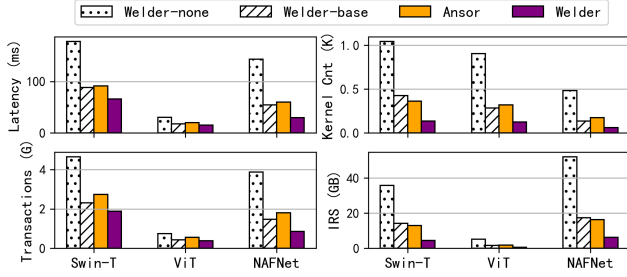 Welder-none Welder-base Ansor Welder
Latency (ms)
100
0
Kernel Cnt (K)
1.0
0.5
0.0
Transactions (G)
4
2
0
Swin-T ViT NAFNet
IRS (GB)
40
20
0
Swin-T ViT NAFNet